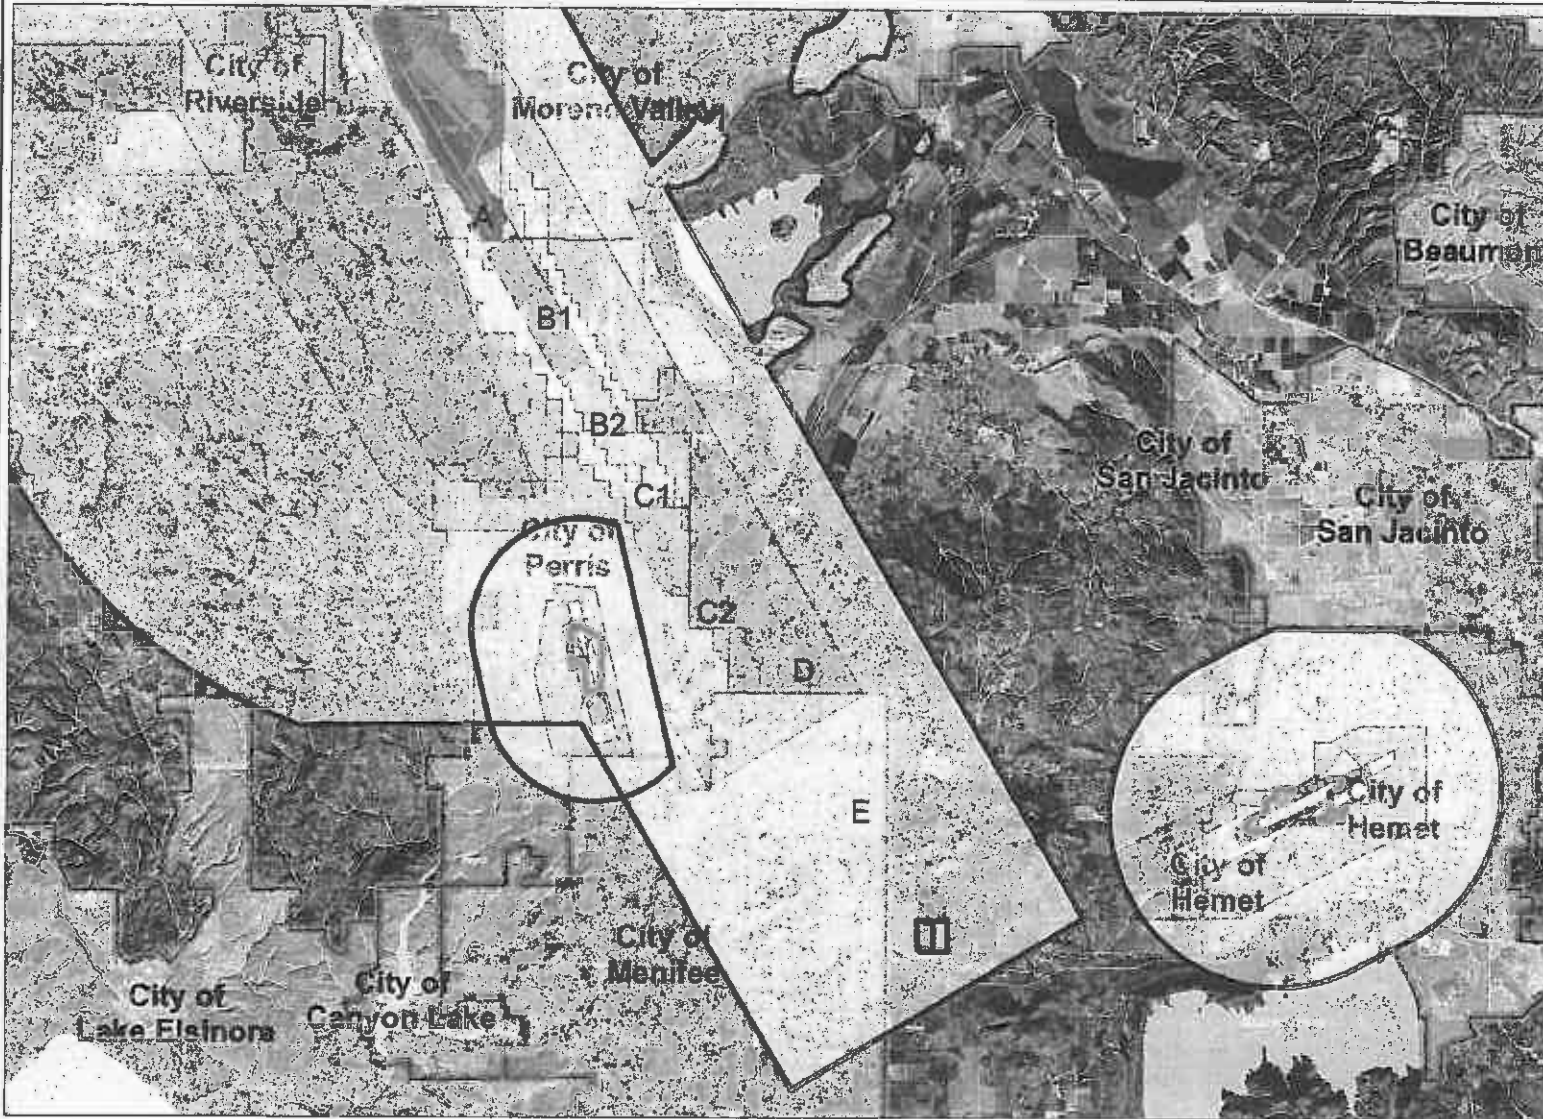 City of
Riverside
City of
Moreno Valley
A
City of
Beaumont
B1
B2
City of
San Jacinto
C1
City of
San Jacinto
City of
Perris
C2
D
E
City of
Hemet
City of
Hemet
City of
Menifee
City of
Lake Elsinore
City of
Canyon Lake